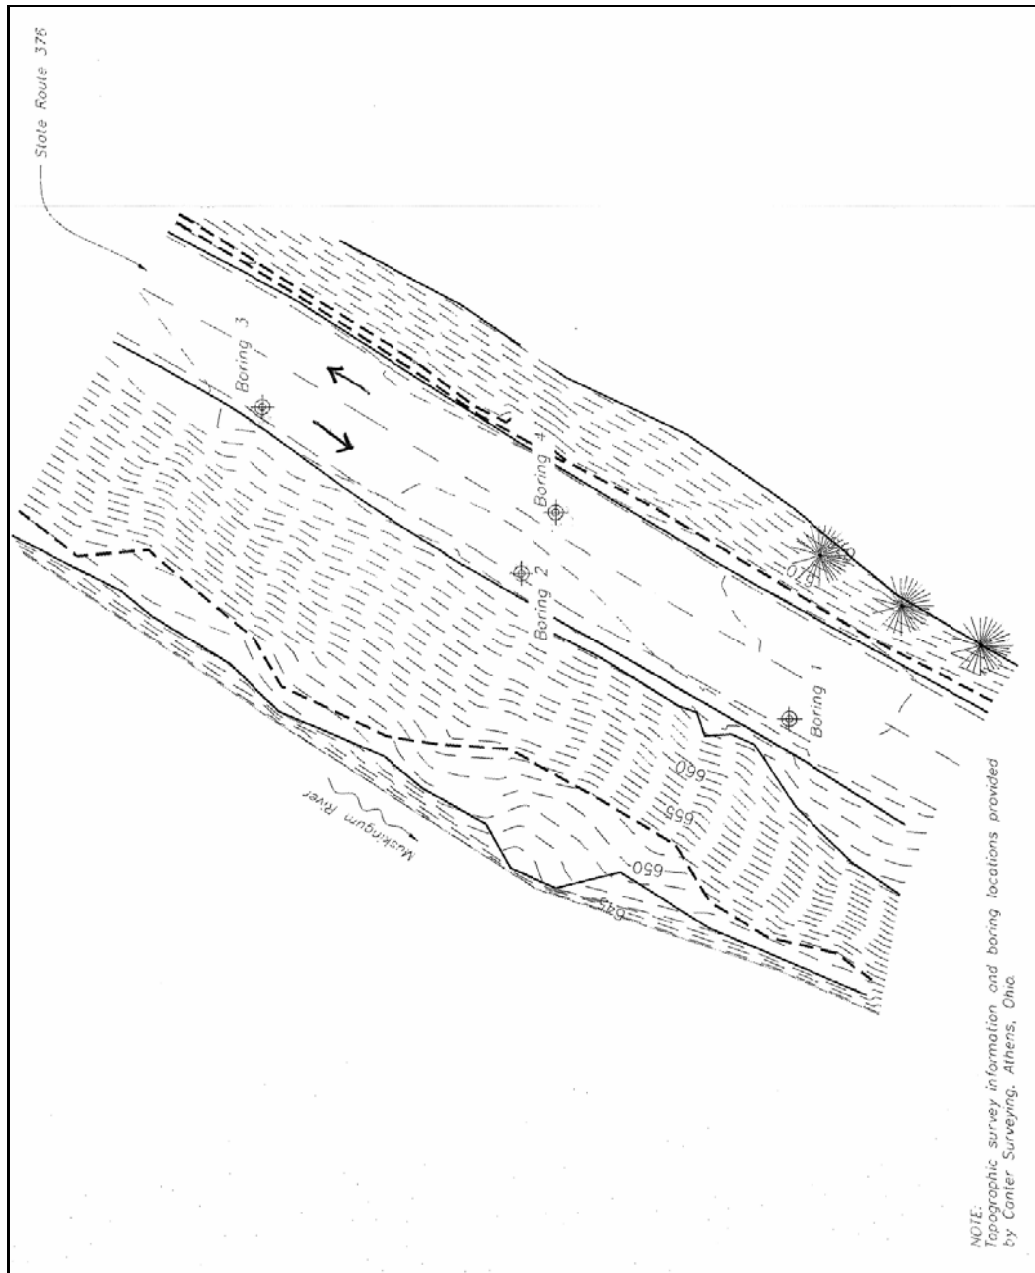 State Route 376
Boring 3
Boring 4
Boring 2
Boring 1
Muskingum River
670
660
655
650
645
NOTE:
Topographic survey information and boring locations provided
by Canter Surveying, Athens, Ohio.